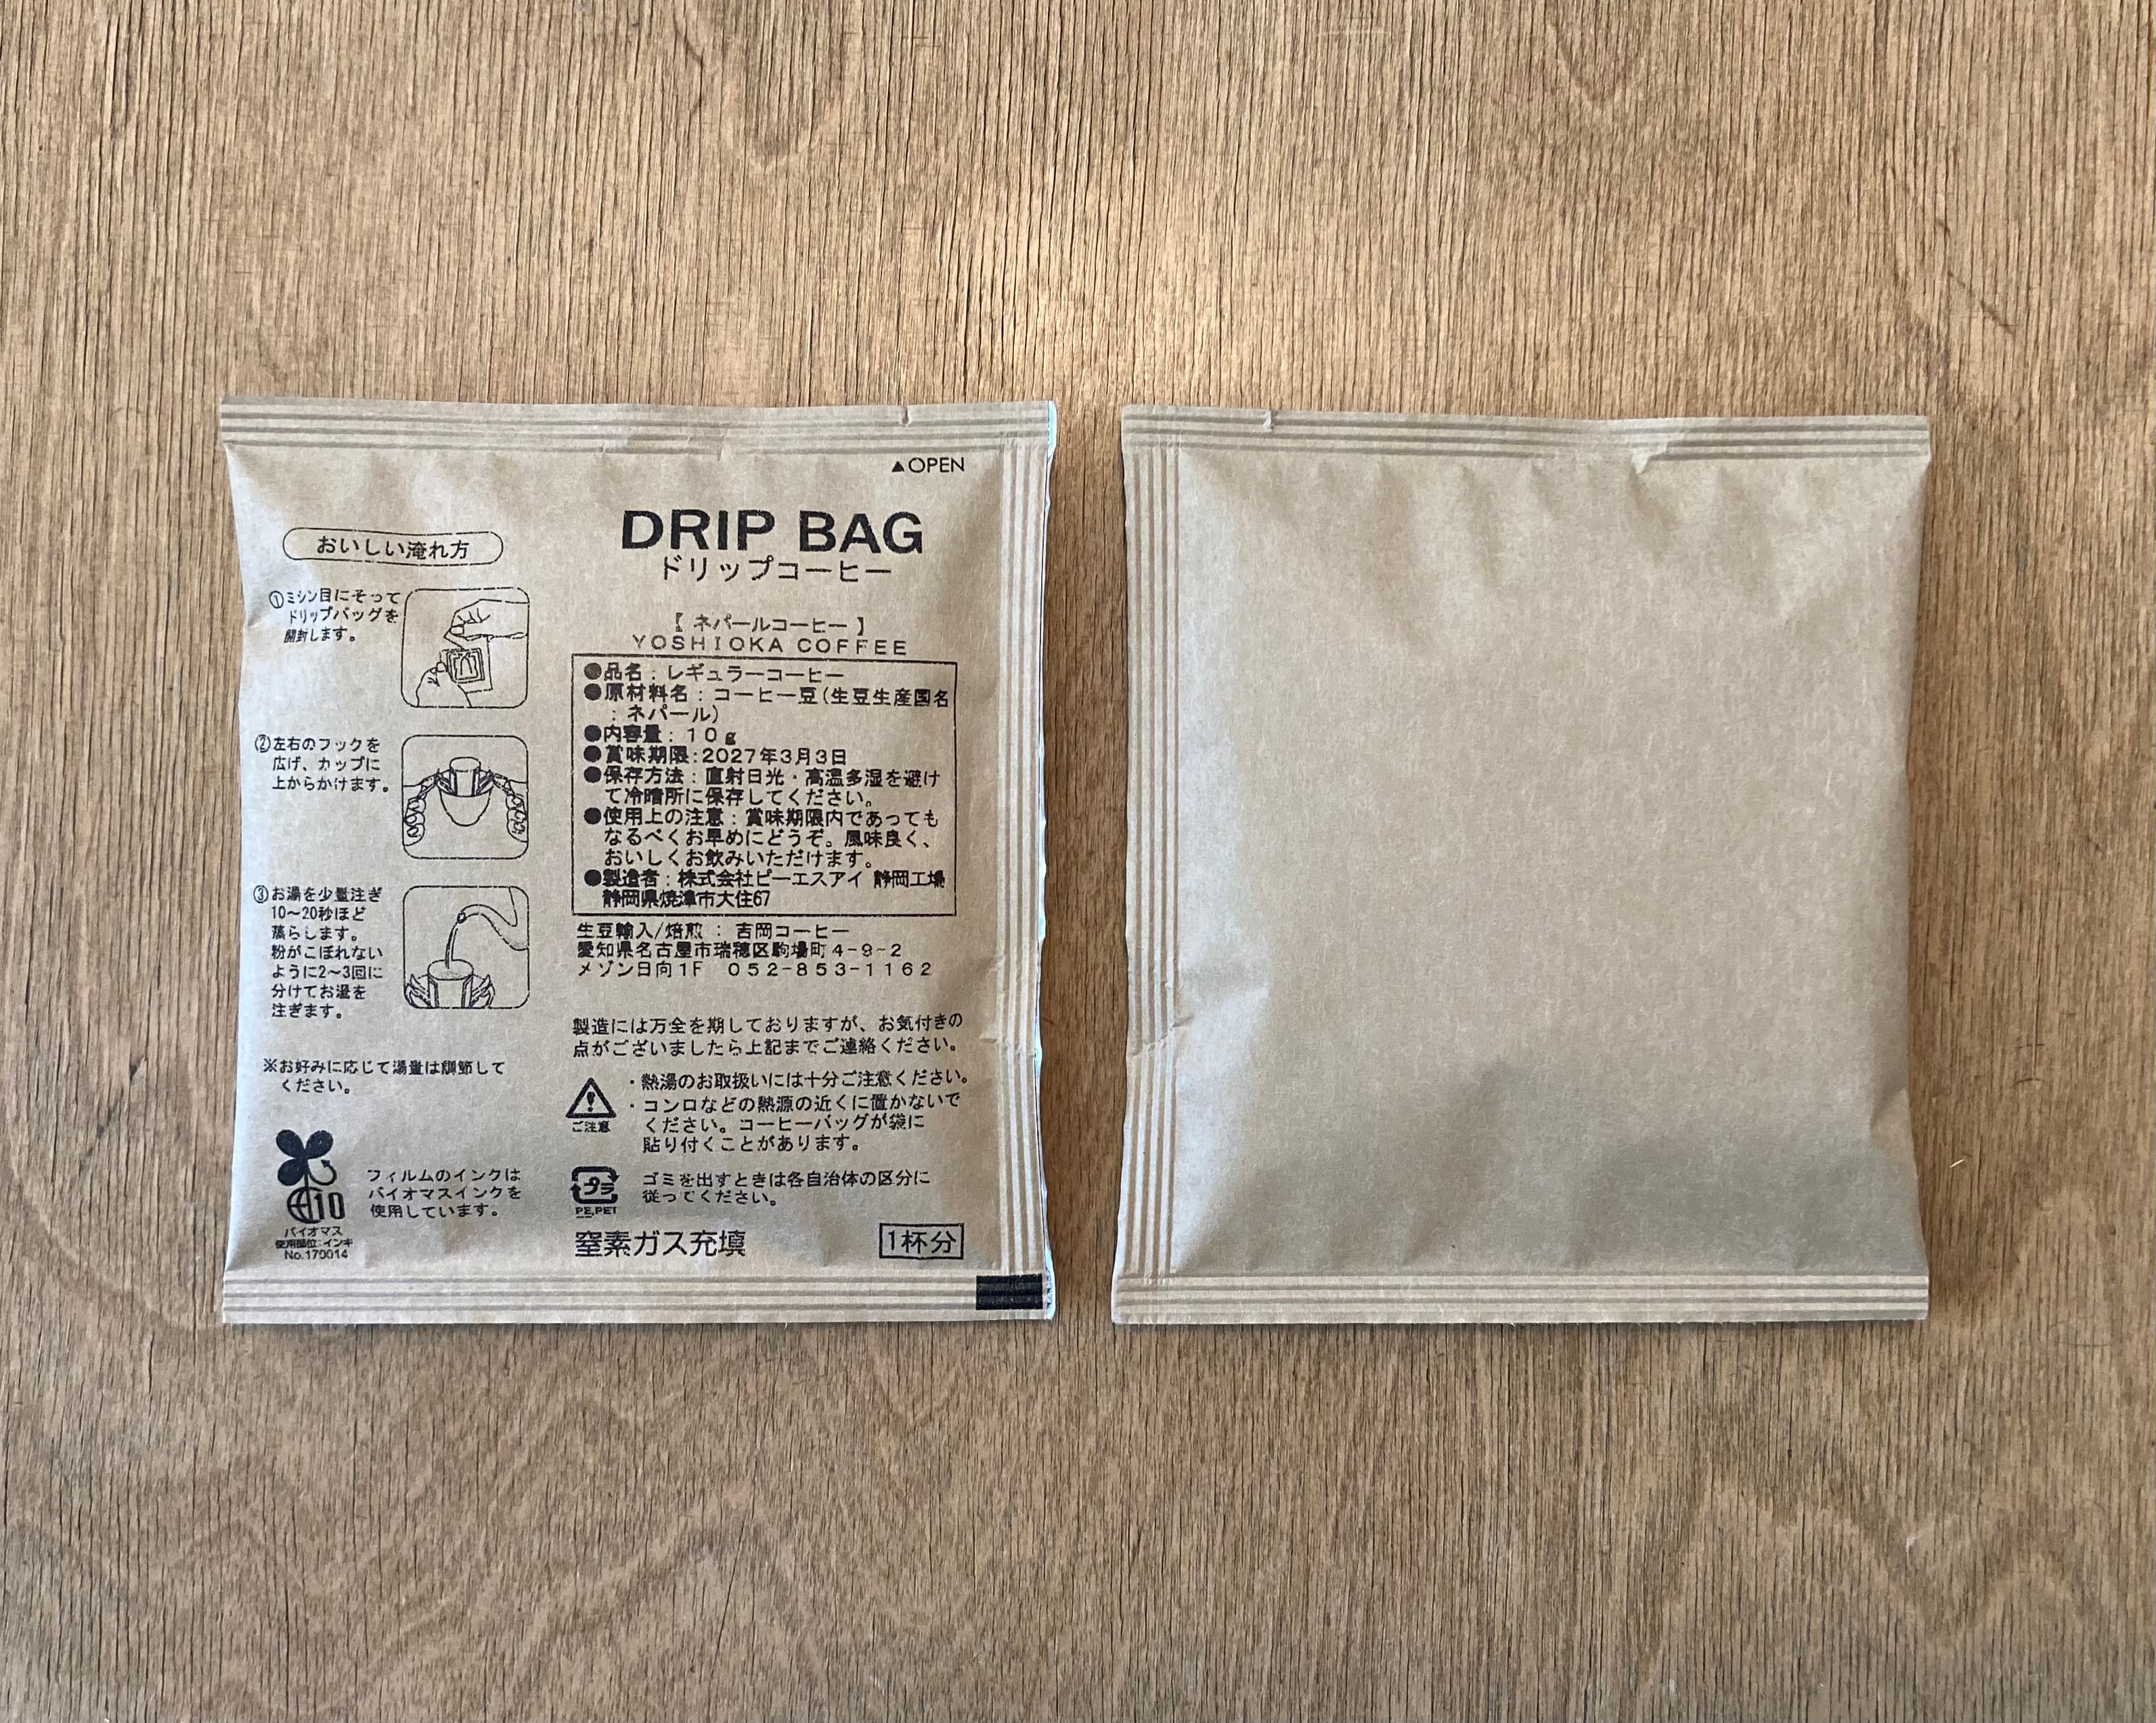 ▲OPEN
DRIP BAG
ドリップコーヒー
おいしい淹れ方
①ミシン目にそって
ドリップバッグを
開封します。
②左右のフックを
広げ、カップに
上からかけます。
③お湯を少量注ぎ
10〜20秒ほど
蒸らします。
粉がこぼれない
ように2〜3回に
分けてお湯を
注ぎます。
※お好みに応じて湯量は調節して
ください。
バイオマス
使用部位:インキ
No.170014
フィルムのインクは
バイオマスインクを
使用しています。
【 ネパールコーヒー 】
YOSHIOKA COFFEE
●品名：レギュラーコーヒー
●原材料名：コーヒー豆(生豆生産国名
：ネパール)
●内容量：10g
●賞味期限:2027年3月3日
●保存方法：直射日光・高温多湿を避け
て冷暗所に保存してください。
●使用上の注意：賞味期限内であっても
なるべくお早めにどうぞ。風味良く、
おいしくお飲みいただけます。
●製造者：株式会社ピーエスアイ 静岡工場
静岡県焼津市大住67
生豆輸入/焙煎 ： 吉岡コーヒー
愛知県名古屋市瑞穂区駒場町4-9-2
メゾン日向1F 052-853-1162
製造には万全を期しておりますが、お気付きの
点がございましたら上記までご連絡ください。
ご注意
・熱湯のお取扱いには十分ご注意ください。
・コンロなどの熱源の近くに置かないで
ください。コーヒーバッグが袋に
貼り付くことがあります。
プラ
PE,PET
ゴミを出すときは各自治体の区分に
従ってください。
窒素ガス充填
1杯分